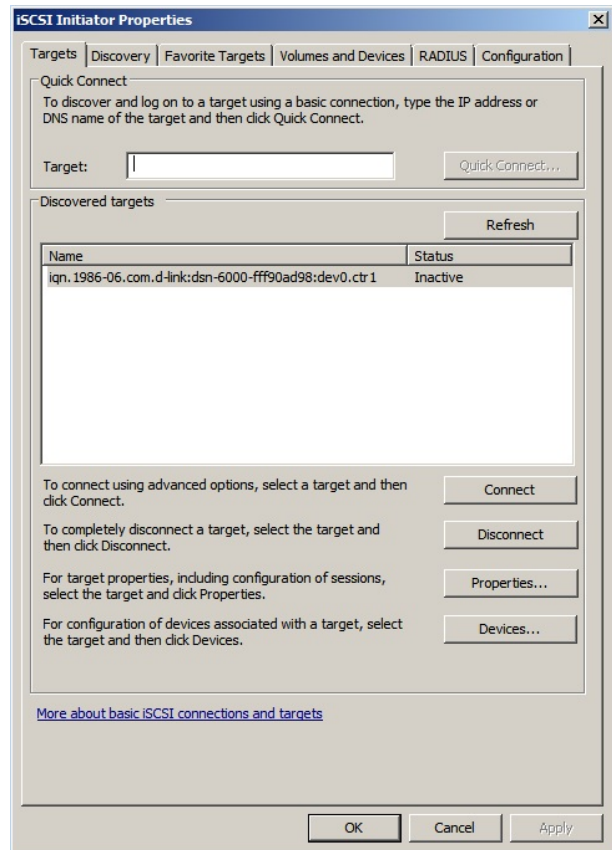 iSCSI Initiator Properties
Targets Discovery Favorite Targets Volumes and Devices RADIUS Configuration
Quick Connect
To discover and log on to a target using a basic connection, type the IP address or
DNS name of the target and then click Quick Connect.
Target: Quick Connect...
Discovered targets
Refresh
Name Status
iqn.1986-06.com.d-link:dsn-6000-fff90ad98:dev0.ctr1 Inactive
To connect using advanced options, select a target and then
click Connect.
Connect
To completely disconnect a target, select the target and
then click Disconnect.
Disconnect
For target properties, including configuration of sessions,
select the target and click Properties.
Properties...
For configuration of devices associated with a target, select
the target and then click Devices.
Devices...
More about basic iSCSI connections and targets
OK Cancel Apply